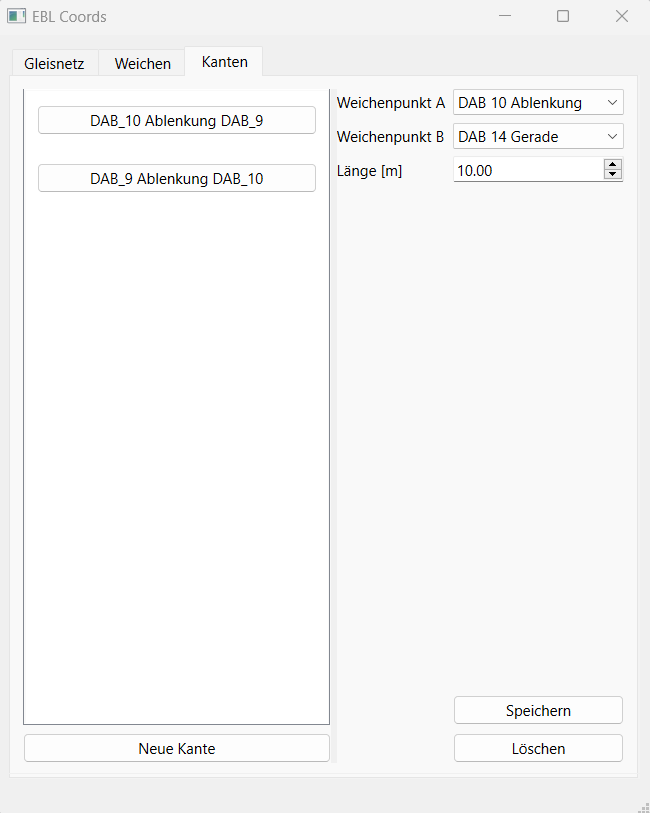 EBL Coords
Gleisnetz Weichen Kanten
DAB_10 Ablenkung DAB_9
DAB_9 Ablenkung DAB_10
Neue Kante
Weichenpunkt A DAB 10 Ablenkung
Weichenpunkt B DAB 14 Gerade
Länge [m] 10.00
Speichern
Löschen